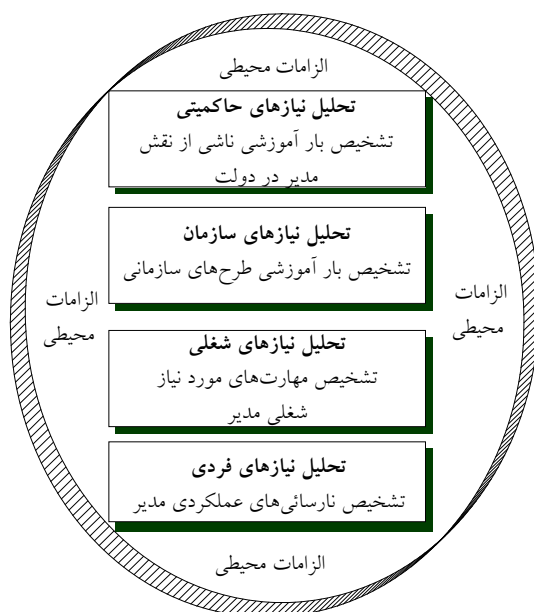 الزامات محیطی
تحلیل نیازهای حاکمیتی
تشخیص بار آموزشی ناشی از نقش
مدیر در دولت
تحلیل نیازهای سازمان
تشخیص بار آموزشی طرح‌های سازمانی
الزامات
محیطی
الزامات
محیطی
تحلیل نیازهای شغلی
تشخیص مهارت‌های مورد نیاز
شغلی مدیر
تحلیل نیازهای فردی
تشخیص نارسائی‌های عملکردی مدیر
الزامات محیطی